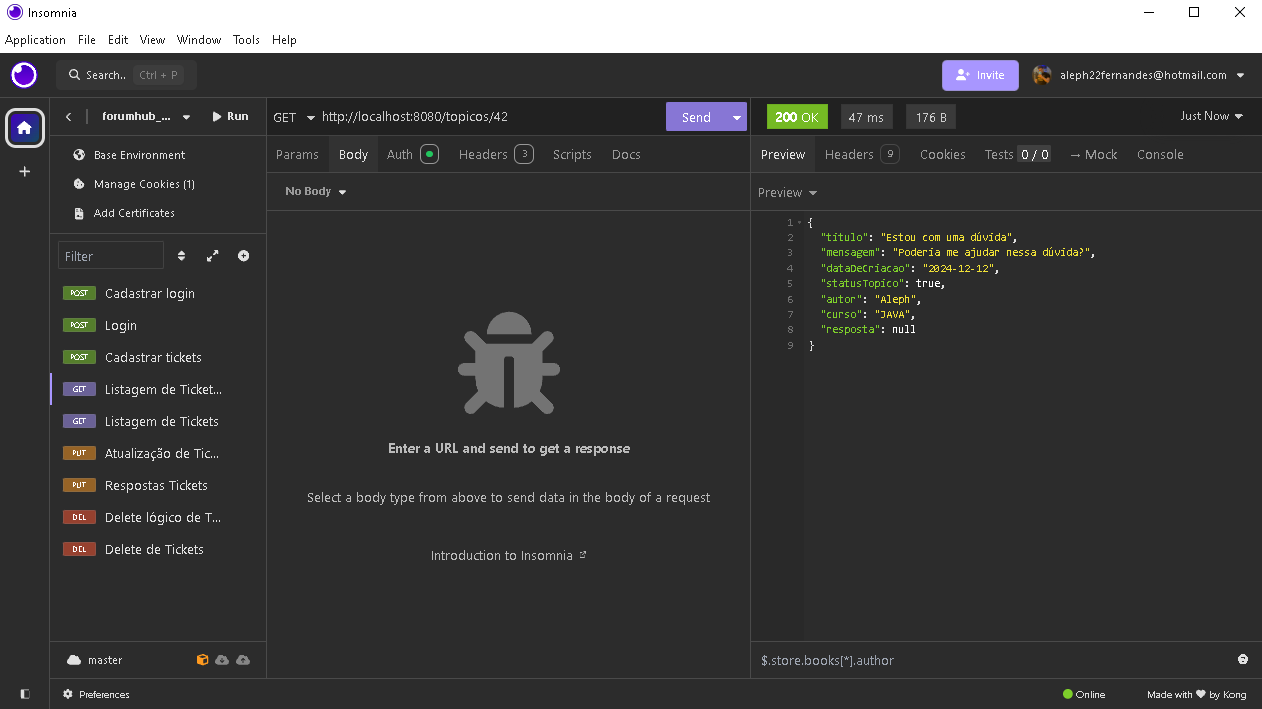 Insomnia
Application File Edit View Window Tools Help
Search.. Ctrl + P
Invite
aleph22fernandes@hotmail.com
forumhub_...
Run
GET http://localhost:8080/topicos/42
Send
200 OK
47 ms
176 B
Just Now
Base Environment
Manage Cookies (1)
Add Certificates
Filter
POST Cadastrar login
POST Login
POST Cadastrar tickets
GET Listagem de Ticket...
GET Listagem de Tickets
PUT Atualização de Tic...
PUT Respostas Tickets
DEL Delete lógico de T...
DEL Delete de Tickets
master
Params Body Auth Headers 3 Scripts Docs
No Body
Enter a URL and send to get a response
Select a body type from above to send data in the body of a request
Introduction to Insomnia
Preview Headers 9 Cookies Tests 0 / 0 → Mock Console
Preview
1 {
2 "titulo": "Estou com uma dúvida",
3 "mensagem": "Poderia me ajudar nessa dúvida?",
4 "dataDeCriacao": "2024-12-12",
5 "statusTopico": true,
6 "autor": "Aleph",
7 "curso": "JAVA",
8 "resposta": null
9 }
$.store.books[*].author
Preferences
Online
Made with ♥ by Kong